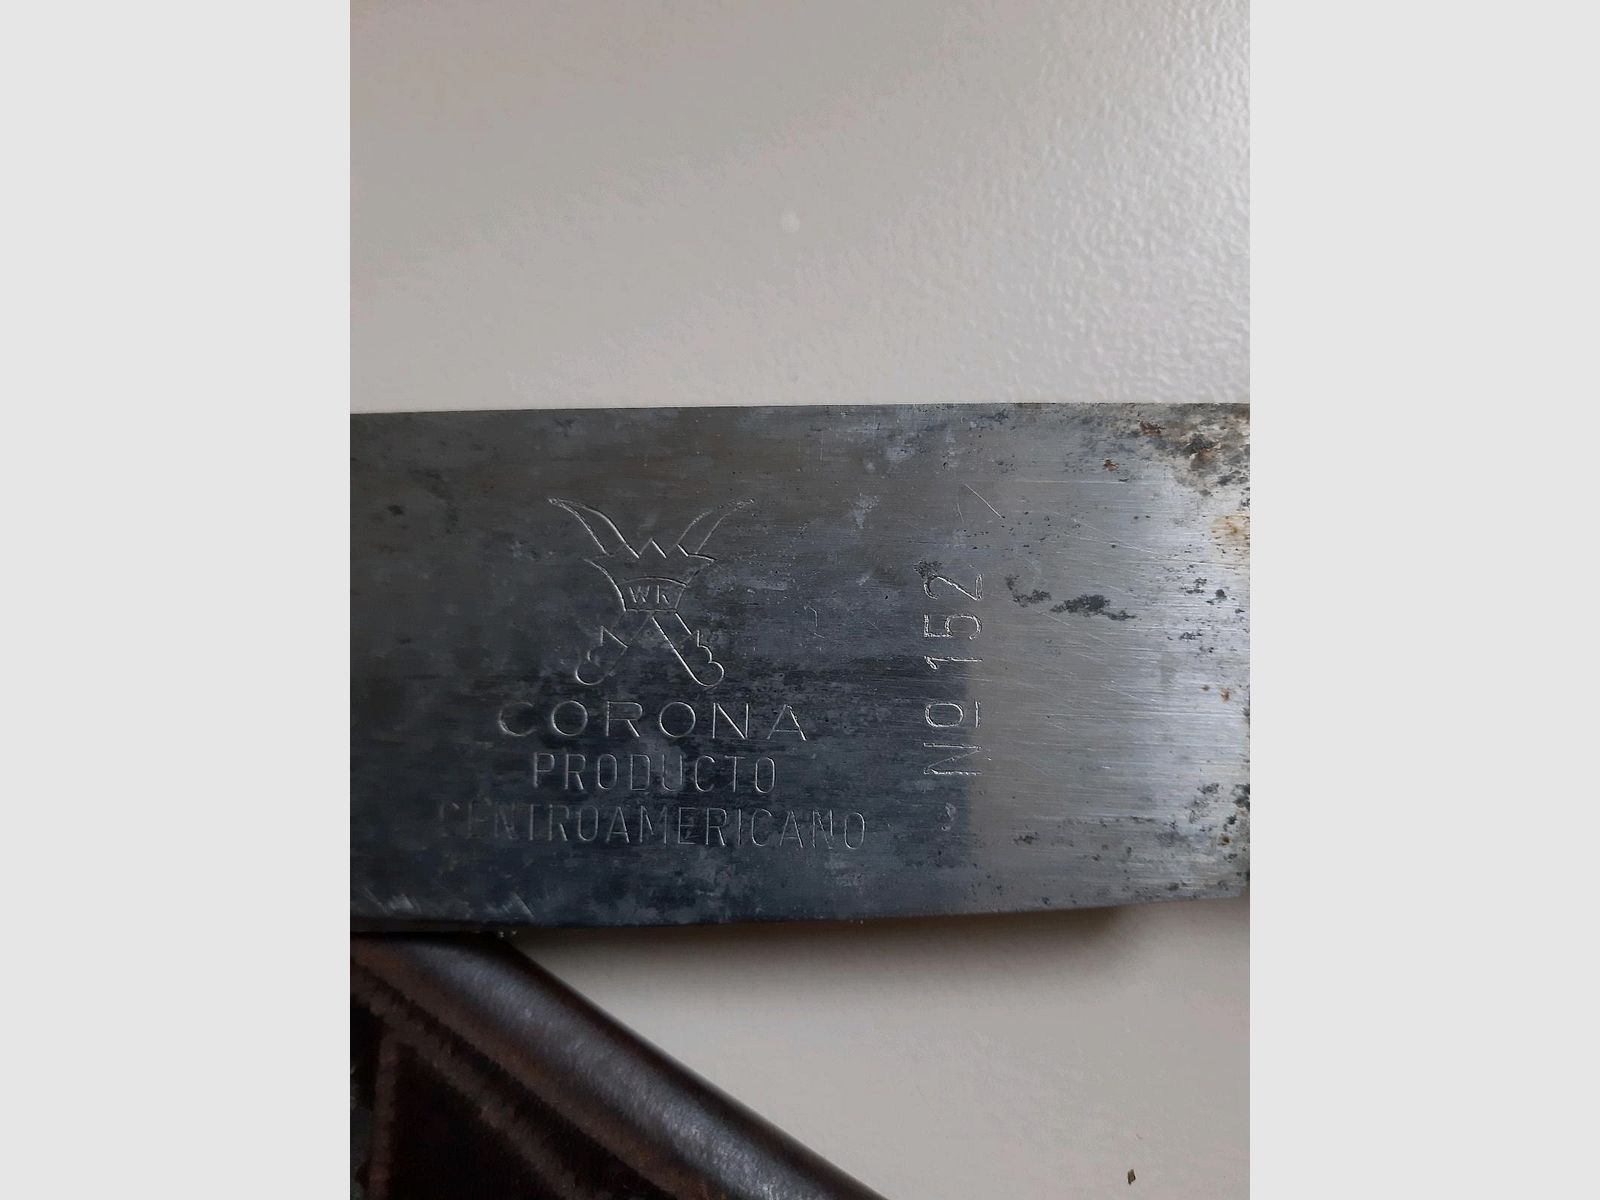 WK
CORONA
PRODUCTO
CENTROAMERICANO
NO 152